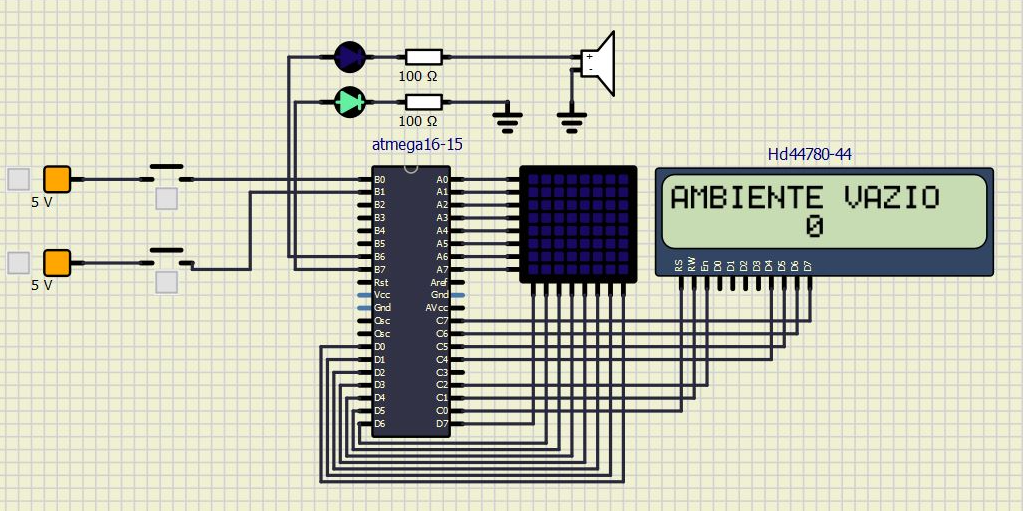 100 Ω
100 Ω
atmega16-15
Hd44780-44
5 V
5 V
+
-
B0
B1
B2
B3
B4
B5
B6
B7
Rst
Vcc
Gnd
Osc
Osc
D0
D1
D2
D3
D4
D5
D6
A0
A1
A2
A3
A4
A5
A6
A7
Aref
Gnd
AVcc
C7
C6
C5
C4
C3
C2
C1
C0
D7
AMBIENTE VAZIO
0
RS RW En D0 D1 D2 D3 D4 D5 D6 D7